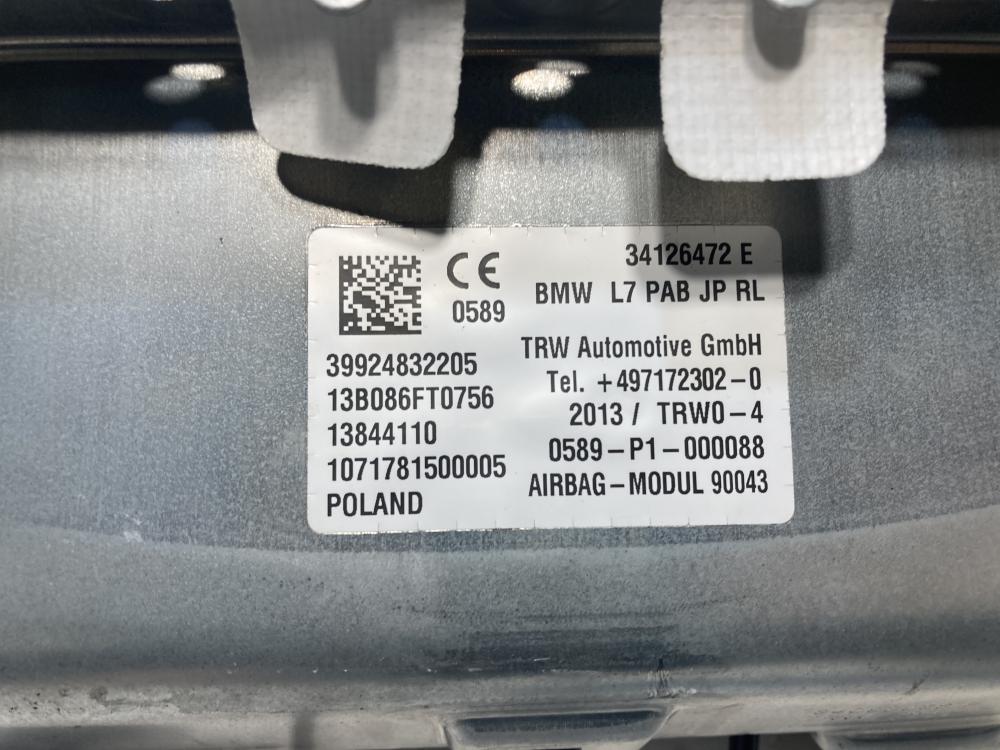 CE
0589
34126472 E
BMW L7 PAB JP RL
39924832205
13B086FT0756
13844110
1071781500005
POLAND
TRW Automotive GmbH
Tel. +497172302-0
2013 / TRW0-4
0589-P1-000088
AIRBAG-MODUL 90043